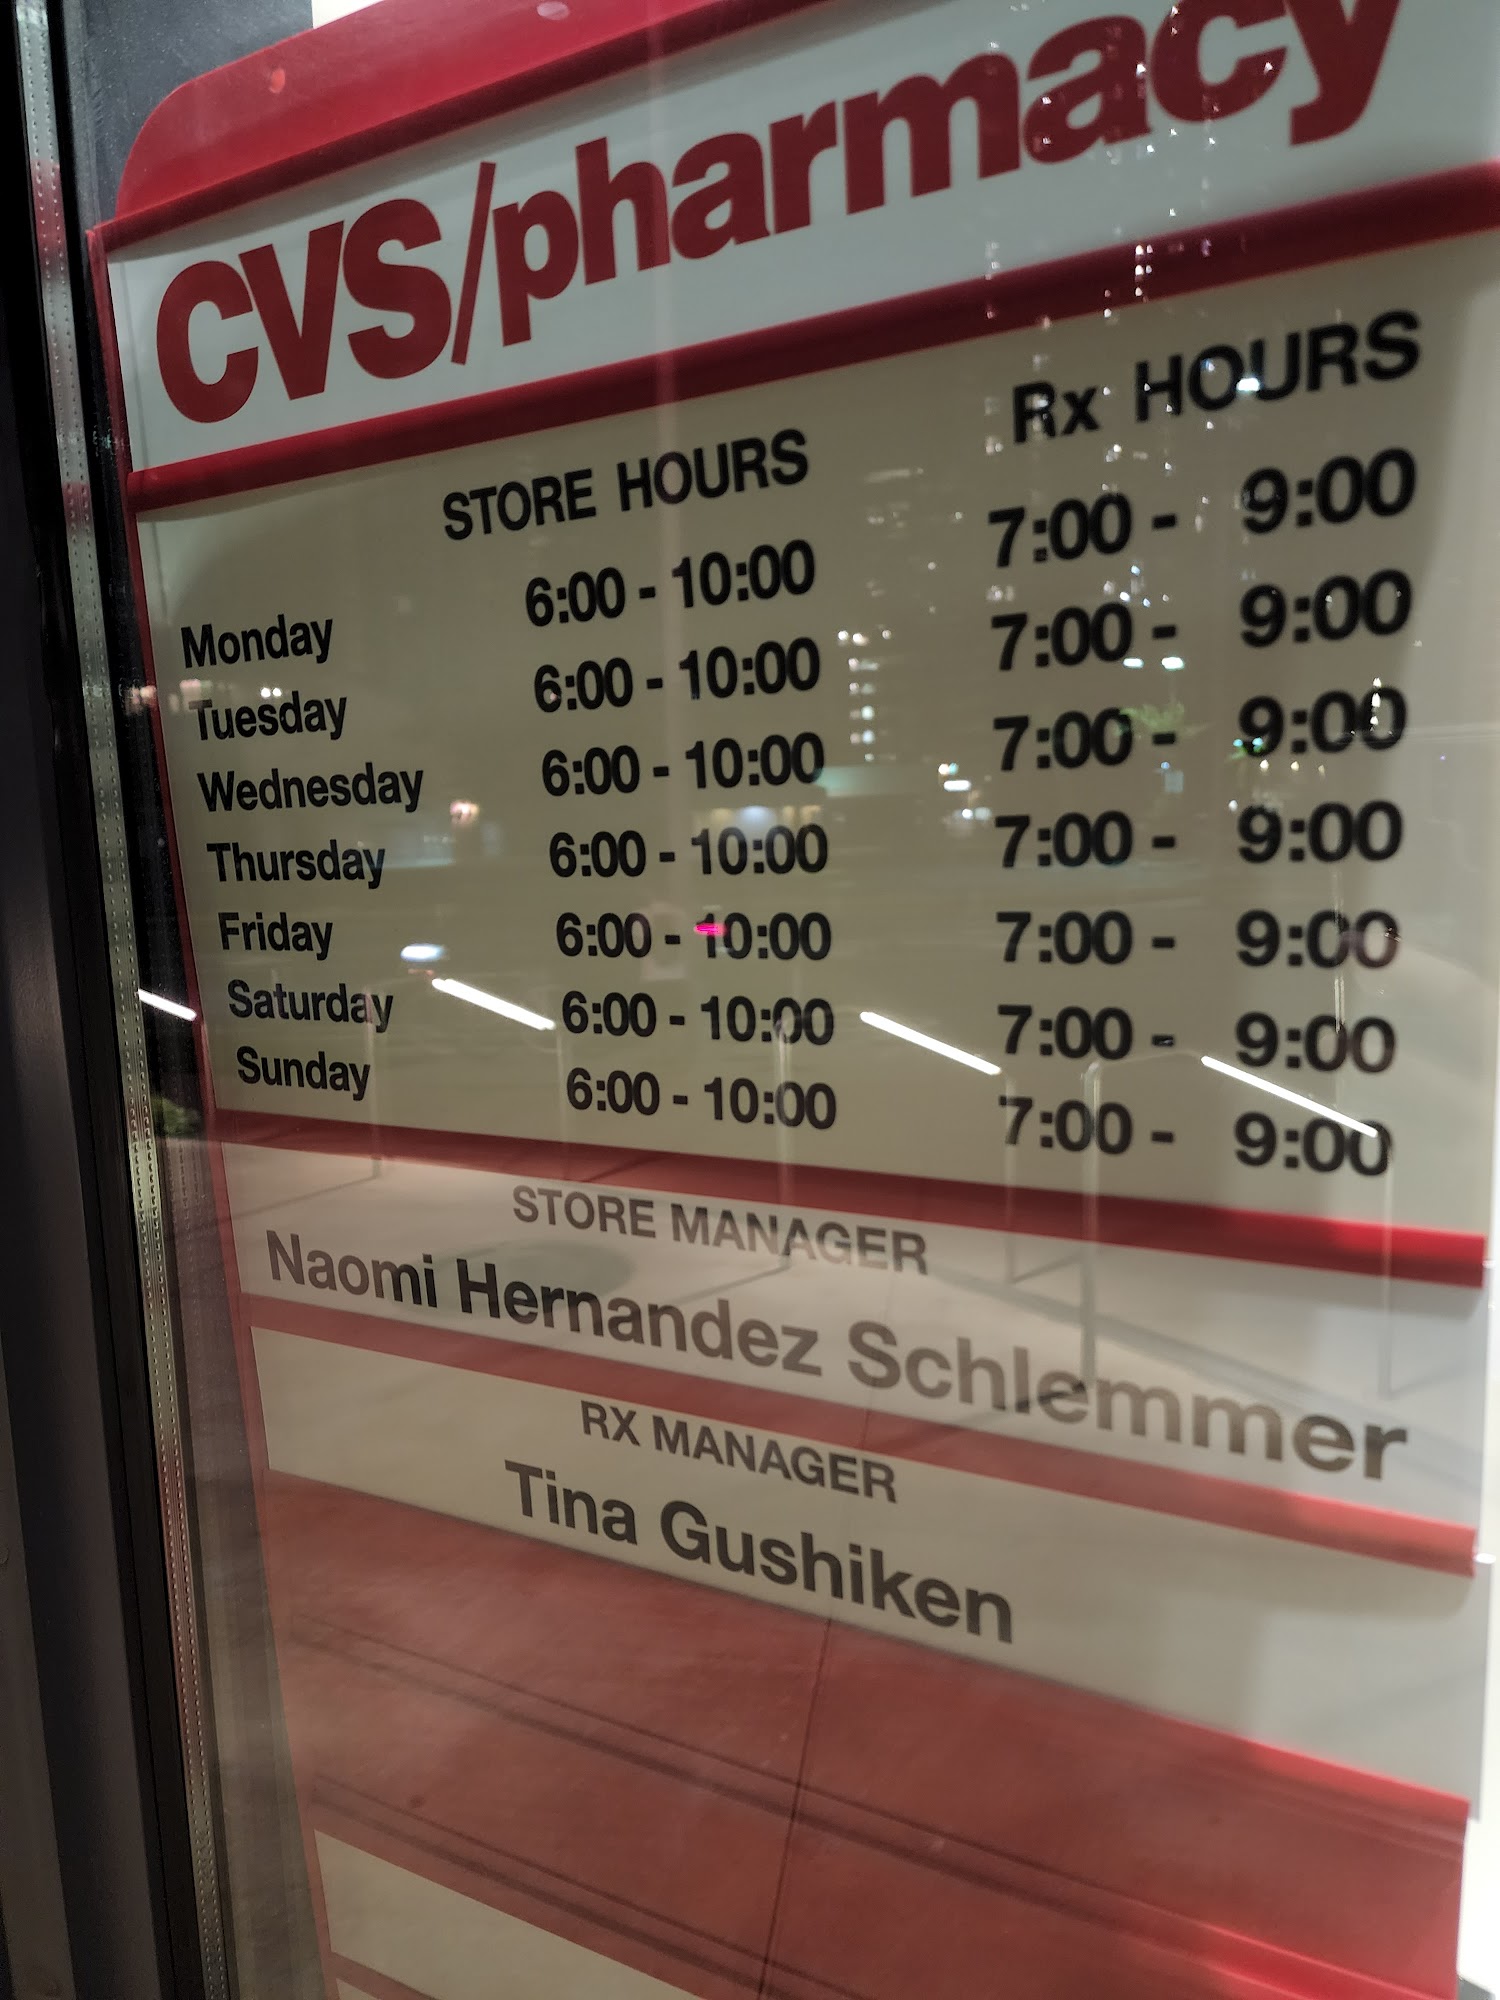 CVS/pharmacy
STORE HOURS Rx HOURS
Monday 6:00 - 10:00 7:00 - 9:00
Tuesday 6:00 - 10:00 7:00 - 9:00
Wednesday 6:00 - 10:00 7:00 - 9:00
Thursday 6:00 - 10:00 7:00 - 9:00
Friday 6:00 - 10:00 7:00 - 9:00
Saturday 6:00 - 10:00 7:00 - 9:00
Sunday 6:00 - 10:00 7:00 - 9:00
STORE MANAGER
Naomi Hernandez Schlemmer
RX MANAGER
Tina Gushiken